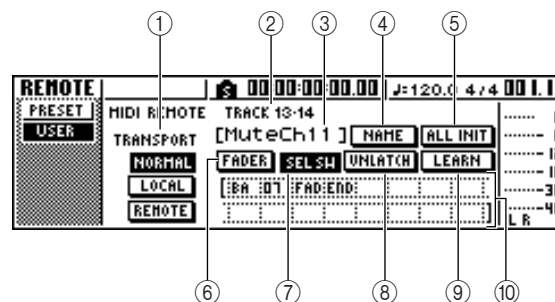 ① ② ③ ④ ⑤
REMOTE 00:00:00:00.00 ♩=120.0 4/4
PRESET MIDI REMOTE TRACK 13-14
USER TRANSPORT [MuteCh11 ] NAME ALL INIT
NORMAL FADER SEL SW UNLATCH LEARN
LOCAL [BA 07 FAD END
REMOTE ]
L R
⑥ ⑦ ⑧ ⑨ ⑩